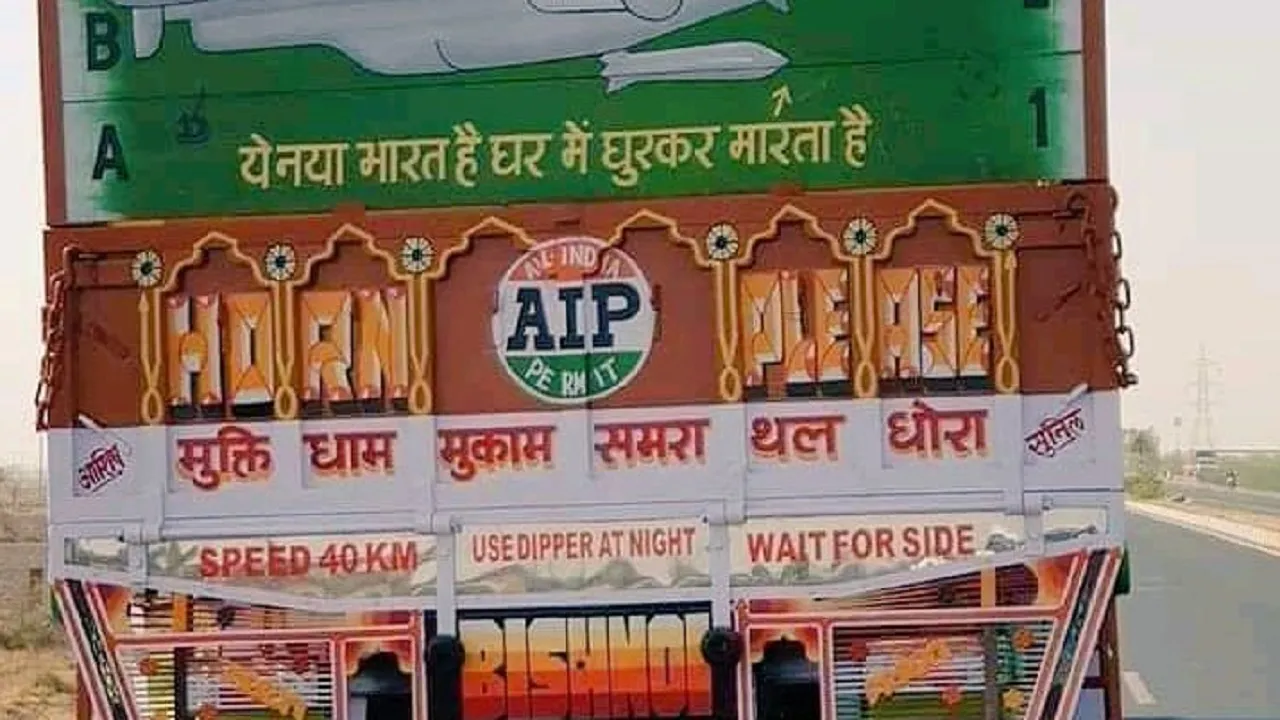 B
A
1
ये नया भारत है घर में घुरकर मारता है
HORN PLEASE
ALL INDIA
AIP
PERMIT
मुक्ति धाम मुकाम समरा थल धोरा
सुनिल
SPEED 40 KM USE DIPPER AT NIGHT WAIT FOR SIDE
BISHNOI